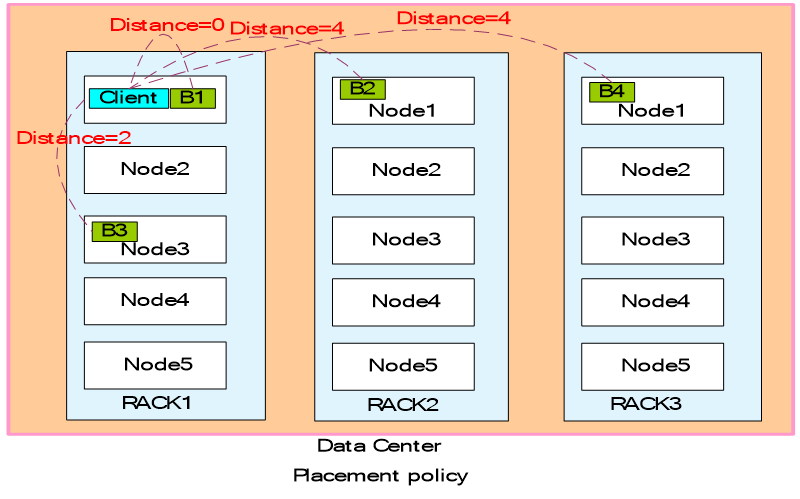 Distance=0
Distance=4
Distance=4
Client
B1
Distance=2
Node2
B3
Node3
Node4
Node5
RACK1
B2
Node1
Node2
Node3
Node4
Node5
RACK2
B4
Node1
Node2
Node3
Node4
Node5
RACK3
Data Center
Placement policy